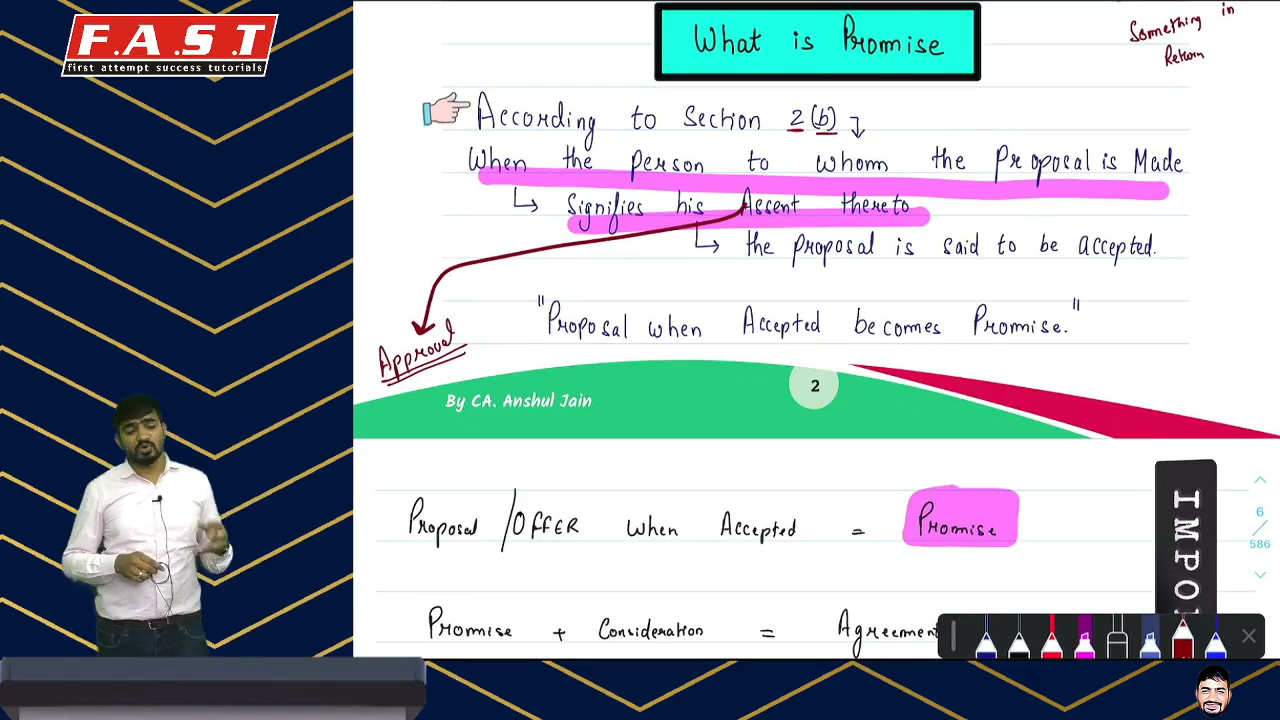 F.A.S.T
first attempt success tutorials
What is Promise
Something in
Return
According to Section 2(b)
When the person to whom the Proposal is Made
Signifies his Assent thereto
the proposal is said to be accepted.
"Proposal when Accepted becomes Promise."
Approval
By CA. Anshul Jain
2
Proposal /OFFER when Accepted = Promise
Promise + Consideration = Agreement
IMPO
6
586